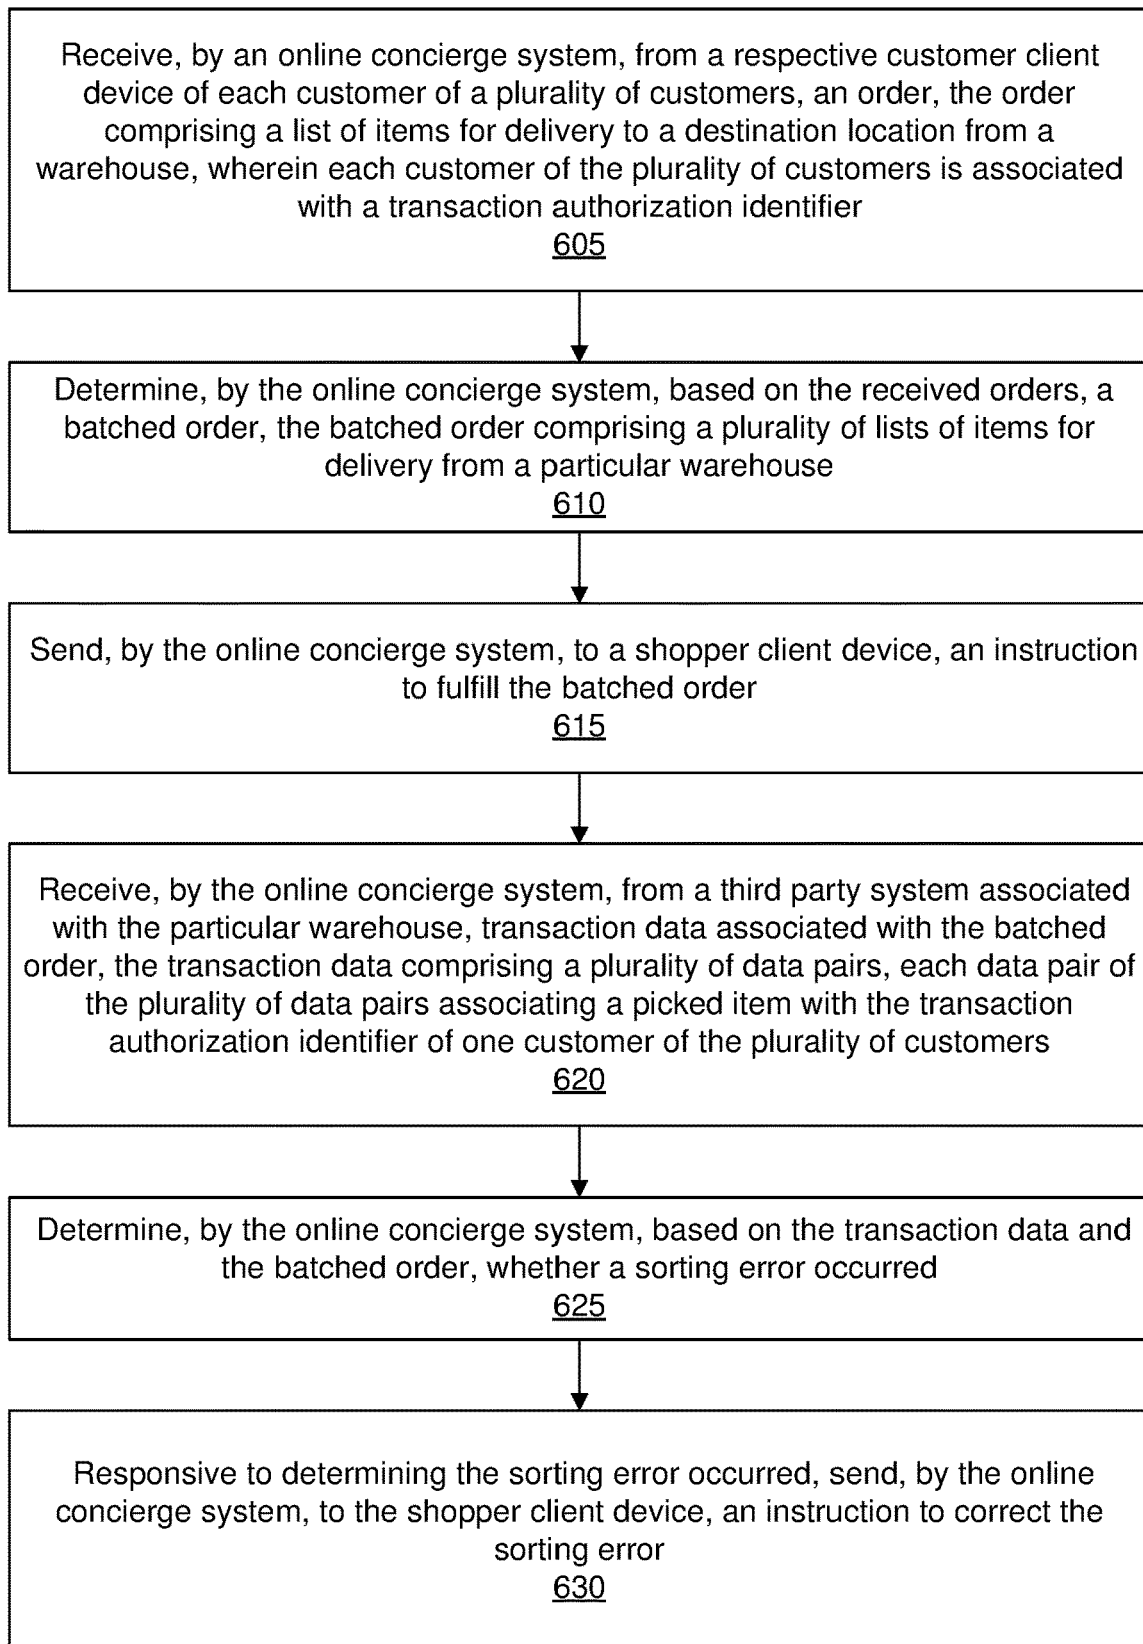 Receive, by an online concierge system, from a respective customer client
device of each customer of a plurality of customers, an order, the order
comprising a list of items for delivery to a destination location from a
warehouse, wherein each customer of the plurality of customers is associated
with a transaction authorization identifier
605
Determine, by the online concierge system, based on the received orders, a
batched order, the batched order comprising a plurality of lists of items for
delivery from a particular warehouse
610
Send, by the online concierge system, to a shopper client device, an instruction
to fulfill the batched order
615
Receive, by the online concierge system, from a third party system associated
with the particular warehouse, transaction data associated with the batched
order, the transaction data comprising a plurality of data pairs, each data pair of
the plurality of data pairs associating a picked item with the transaction
authorization identifier of one customer of the plurality of customers
620
Determine, by the online concierge system, based on the transaction data and
the batched order, whether a sorting error occurred
625
Responsive to determining the sorting error occurred, send, by the online
concierge system, to the shopper client device, an instruction to correct the
sorting error
630